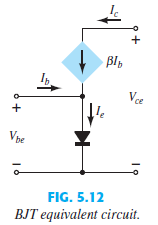 I_c
+
βI_b
I_b
+
I_e
V_ce
V_be
− −
FIG. 5.12
BJT equivalent circuit.